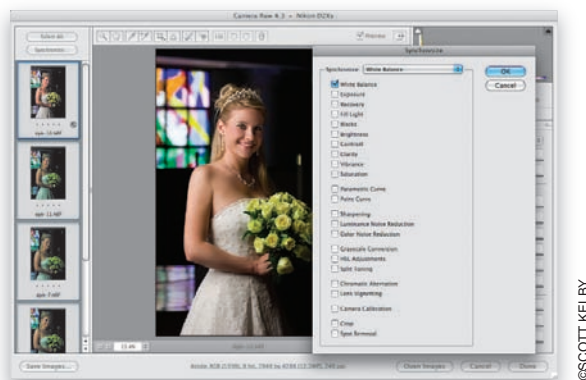 Camera Raw 4.3 - Nikon D2Xs
Select All
Synchronize...
Preview
Synchronize
Synchronize: White Balance
OK
Cancel
White Balance
Exposure
Recovery
Fill Light
Blacks
Brightness
Contrast
Clarity
Vibrance
Saturation
Parametric Curve
Point Curve
Sharpening
Luminance Noise Reduction
Color Noise Reduction
Grayscale Conversion
HSL Adjustments
Split Toning
Chromatic Aberration
Lens Vignetting
Camera Calibration
Crop
Spot Removal
Save Images...
Open Images
Cancel
Done
©SCOTT KELBY